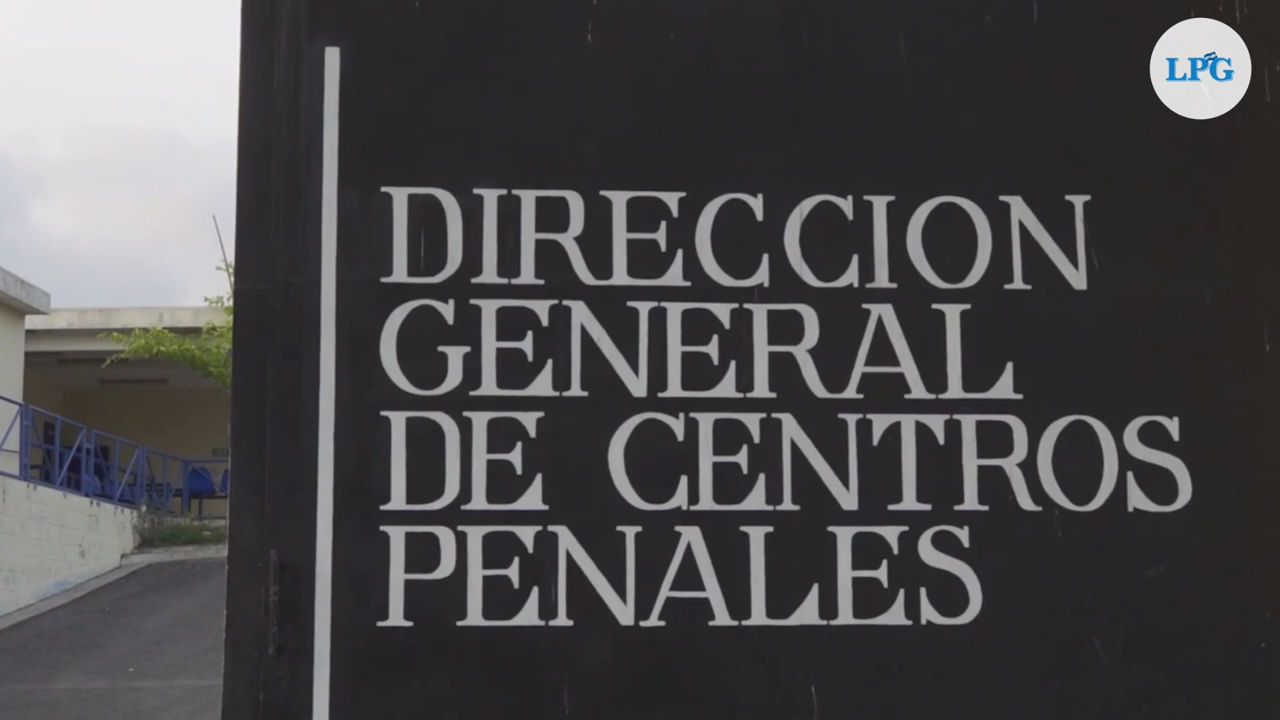 LPG
DIRECCION
GENERAL
DE CENTROS
PENALES